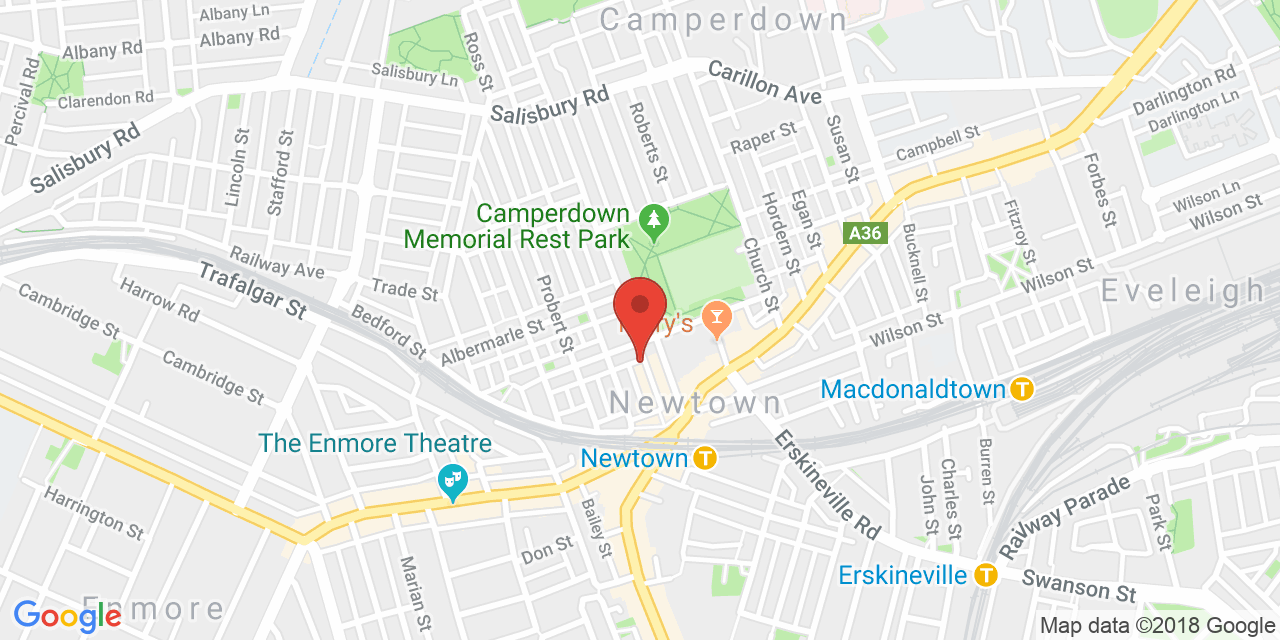 Albany Ln
Albany Rd
Albany Rd
Ross St
Camperdown
Percival Rd
Salisbury Ln
Carillon Ave
Clarendon Rd
Salisbury Rd
Darlington Rd
Darlington Ln
Salisbury Rd
Lincoln St
Stafford St
Roberts St
Raper St
Susan St
Campbell St
Forbes St
Wilson Ln
Wilson St
Camperdown
Memorial Rest Park
Hordern St
Egan St
Church St
A36
Bucknell St
Fitzroy St
Wilson St
Eveleigh
Railway Ave
Trafalgar St
Trade St
Cambridge St
Harrow Rd
Bedford St
Probert St
Albermarle St
Wilson St
Cambridge St
Macdonaldtown
T
Newtown
The Enmore Theatre
Newtown
T
Erskineville Rd
Burren St
Charles St
John St
Railway Parade
Park St
Harrington St
Bailey St
Don St
Marian St
Erskineville
T
Swanson St
Enmore
Google
Map data ©2018 Google